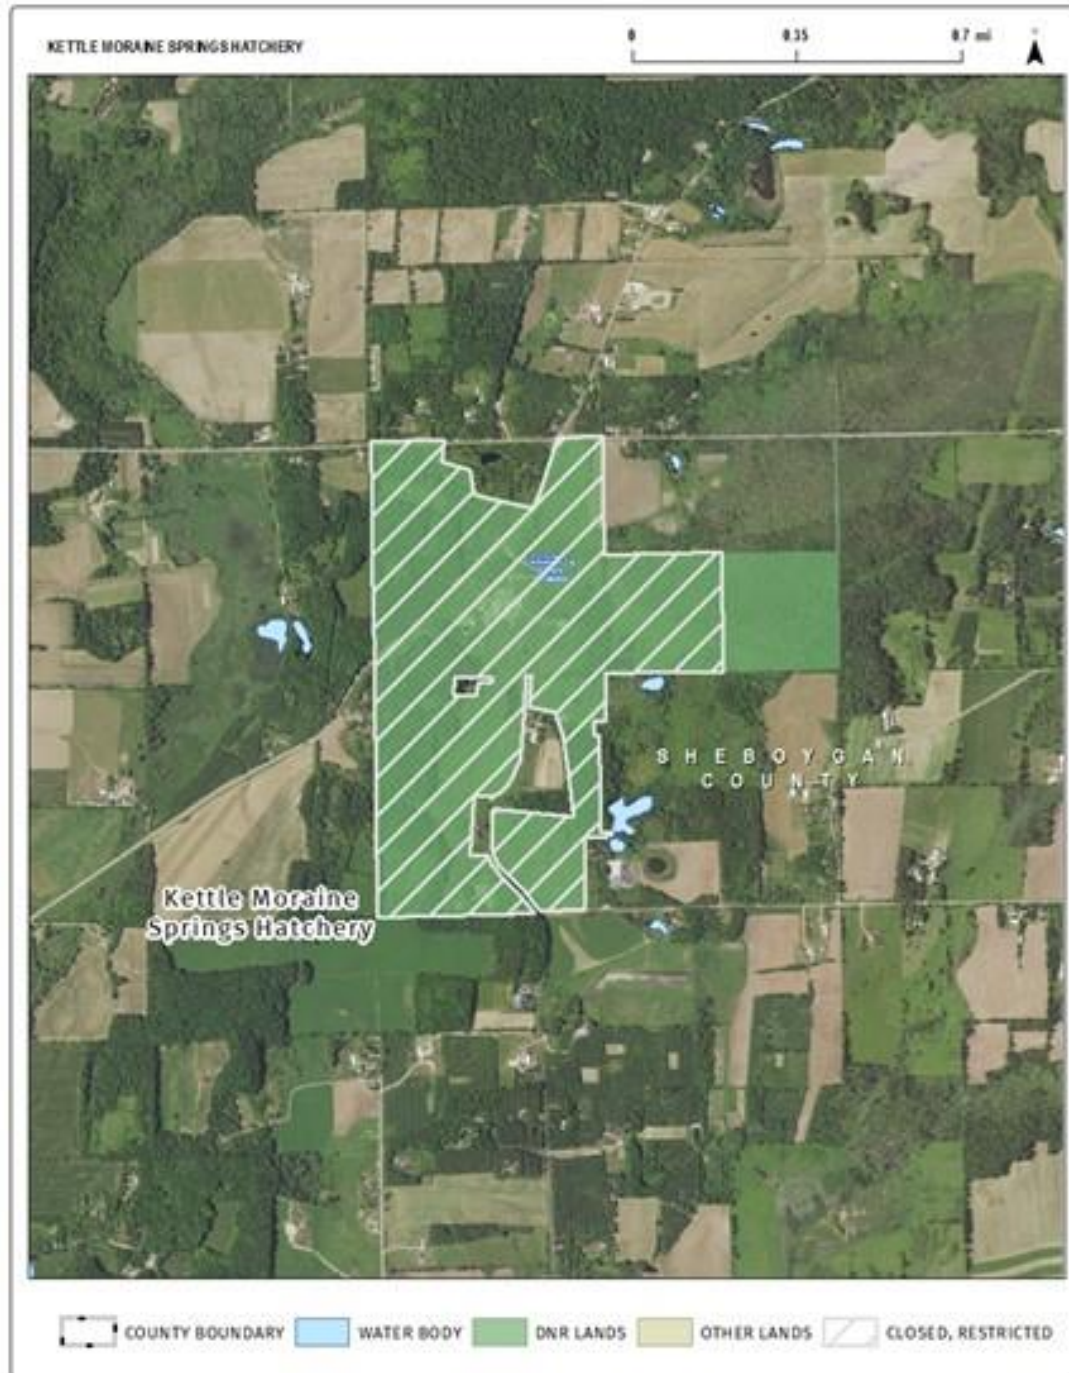 KETTLE MORAINE SPRINGS HATCHERY
0 0.35 0.7 mi
SHEBOYGAN
COUNTY
Kettle Moraine
Springs Hatchery
COUNTY BOUNDARY WATER BODY DNR LANDS OTHER LANDS CLOSED, RESTRICTED